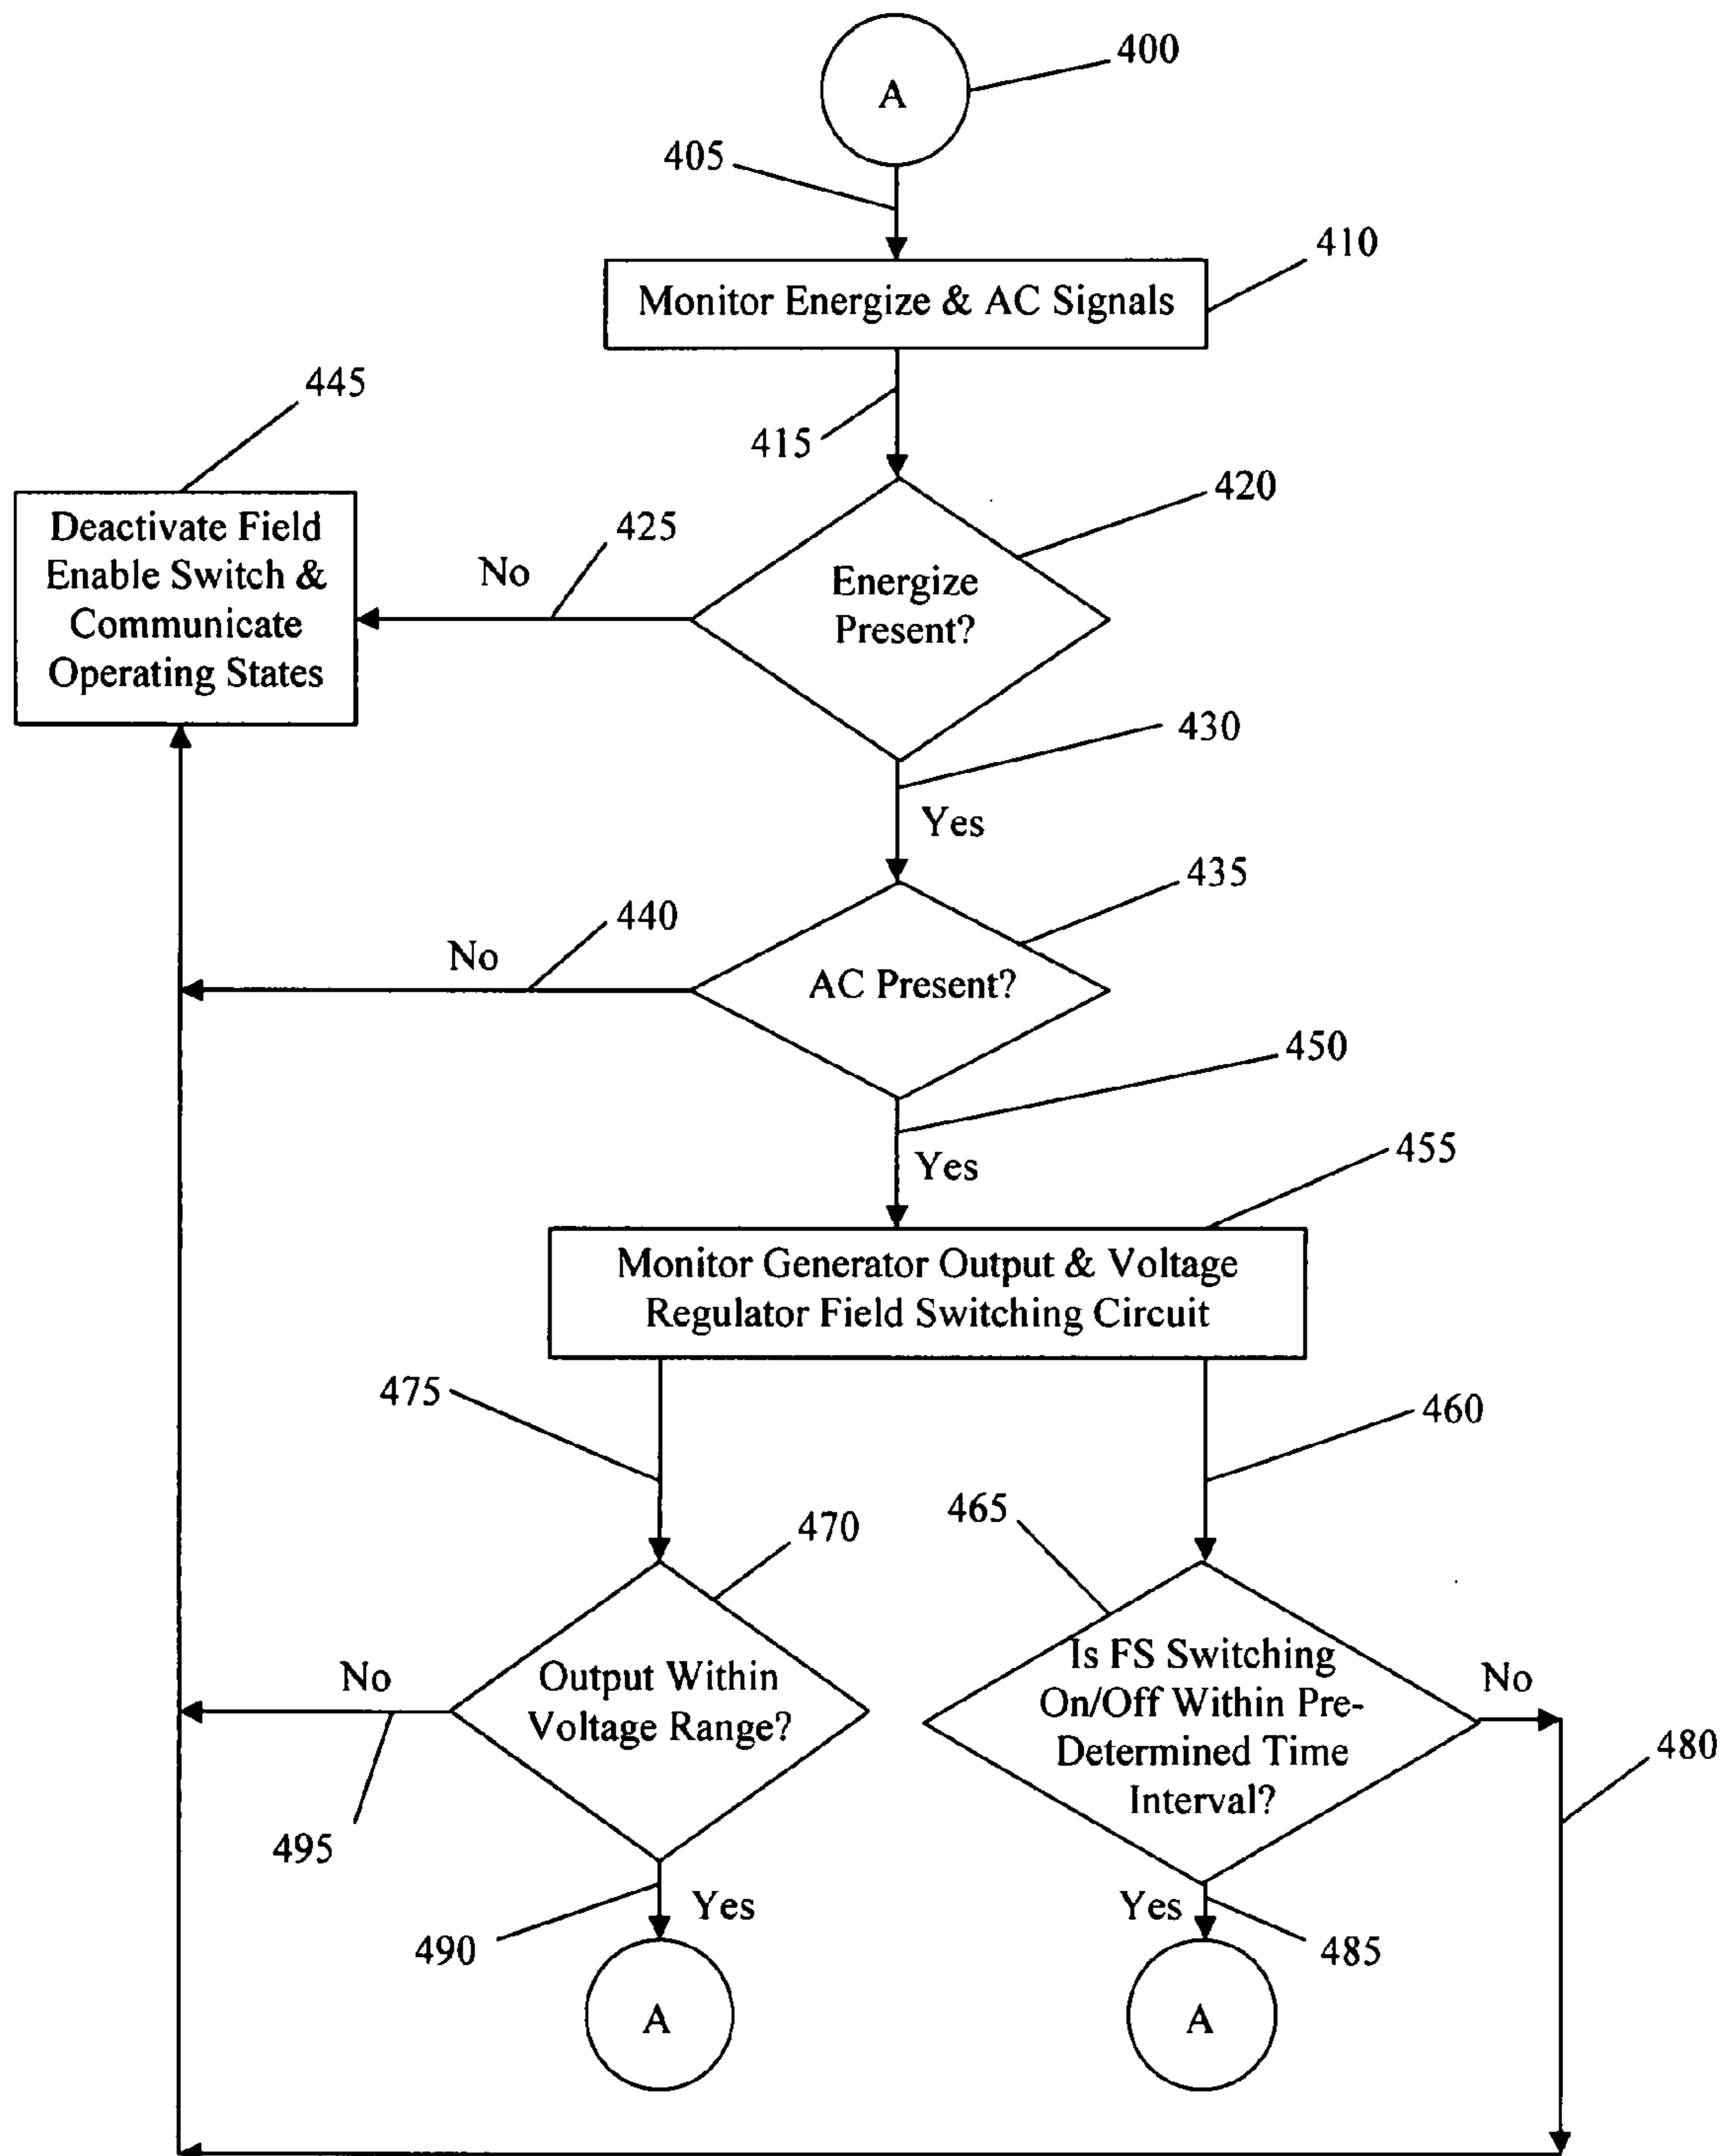 400
A
405
410
Monitor Energize & AC Signals
445
415
420
Deactivate Field
Enable Switch &
Communicate
Operating States
425
No
Energize
Present?
430
Yes
435
440
No
AC Present?
450
Yes
455
Monitor Generator Output & Voltage
Regulator Field Switching Circuit
475
460
465
470
Is FS Switching
On/Off Within Pre-
Determined Time
Interval?
No
Output Within
Voltage Range?
No
480
495
Yes
490
Yes
485
A
A